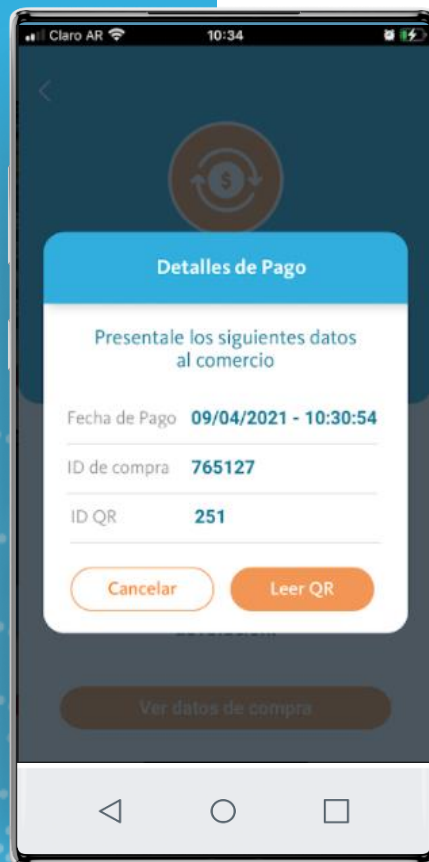 Claro AR 10:34
Detalles de Pago
Presentale los siguientes datos
al comercio
Fecha de Pago 09/04/2021 - 10:30:54
ID de compra 765127
ID QR 251
Cancelar Leer QR
Ver datos de compra